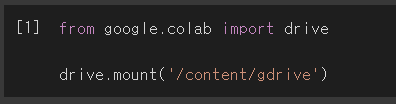 [1] from google.colab import drive
drive.mount('/content/gdrive')